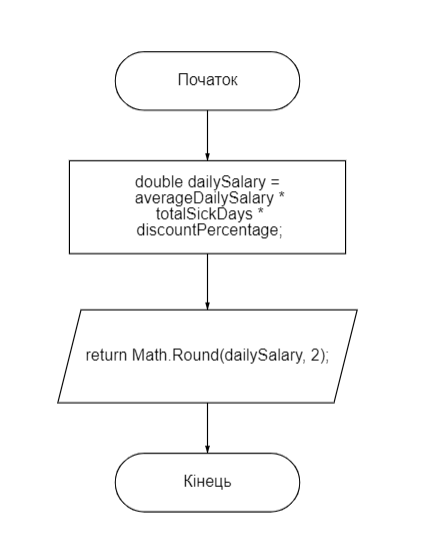 Початок
double dailySalary =
averageDailySalary *
totalSickDays *
discountPercentage;
return Math.Round(dailySalary, 2);
Кінець